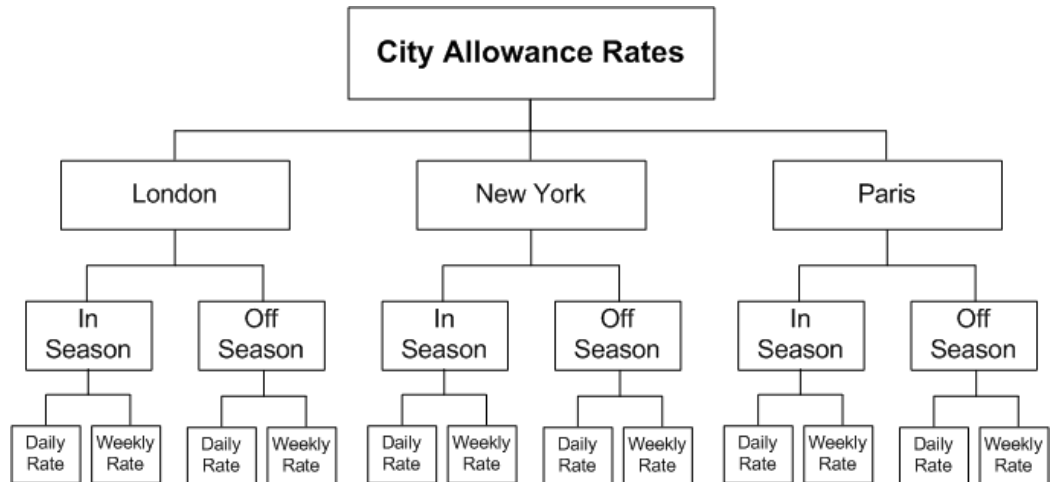 City Allowance Rates
London
New York
Paris
In
Season
Off
Season
In
Season
Off
Season
In
Season
Off
Season
Daily
Rate
Weekly
Rate
Daily
Rate
Weekly
Rate
Daily
Rate
Weekly
Rate
Daily
Rate
Weekly
Rate
Daily
Rate
Weekly
Rate
Daily
Rate
Weekly
Rate